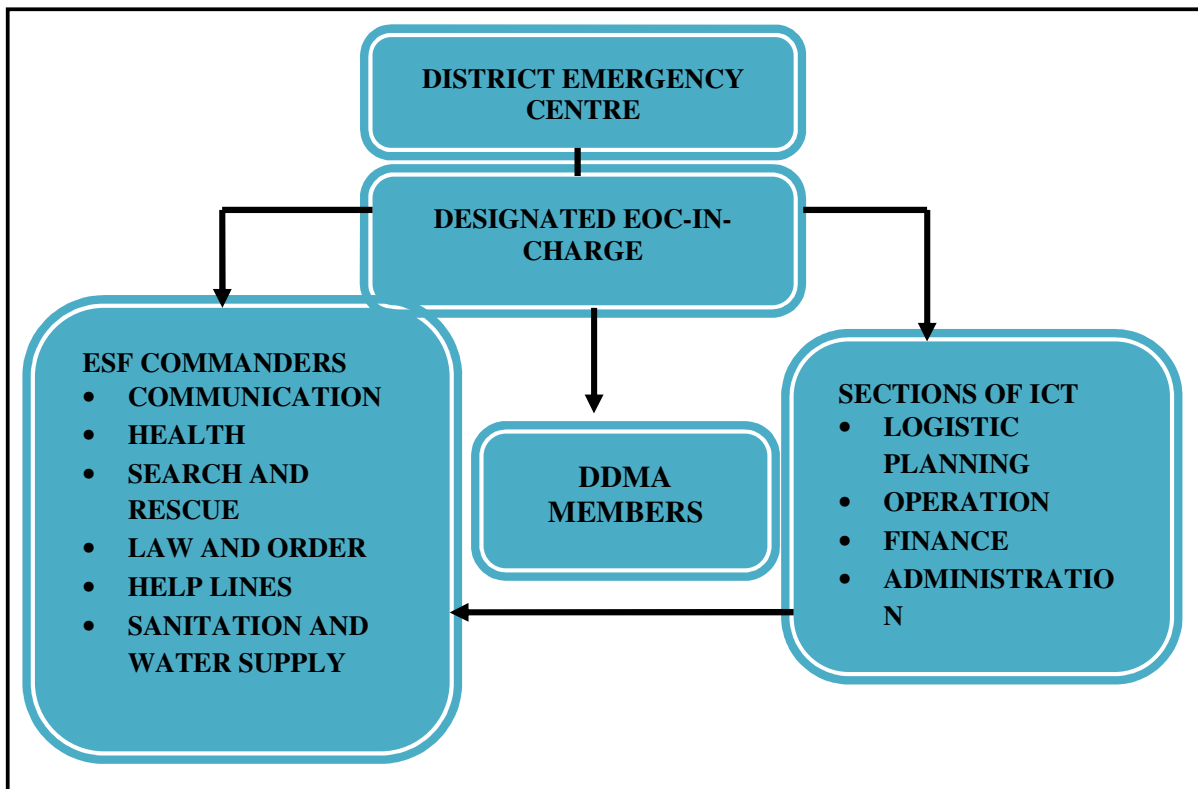 DISTRICT EMERGENCY
CENTRE
DESIGNATED EOC-IN-
CHARGE
ESF COMMANDERS
• COMMUNICATION
• HEALTH
• SEARCH AND
RESCUE
• LAW AND ORDER
• HELP LINES
• SANITATION AND
WATER SUPPLY
DDMA
MEMBERS
SECTIONS OF ICT
• LOGISTIC
PLANNING
• OPERATION
• FINANCE
• ADMINISTRATIO
N